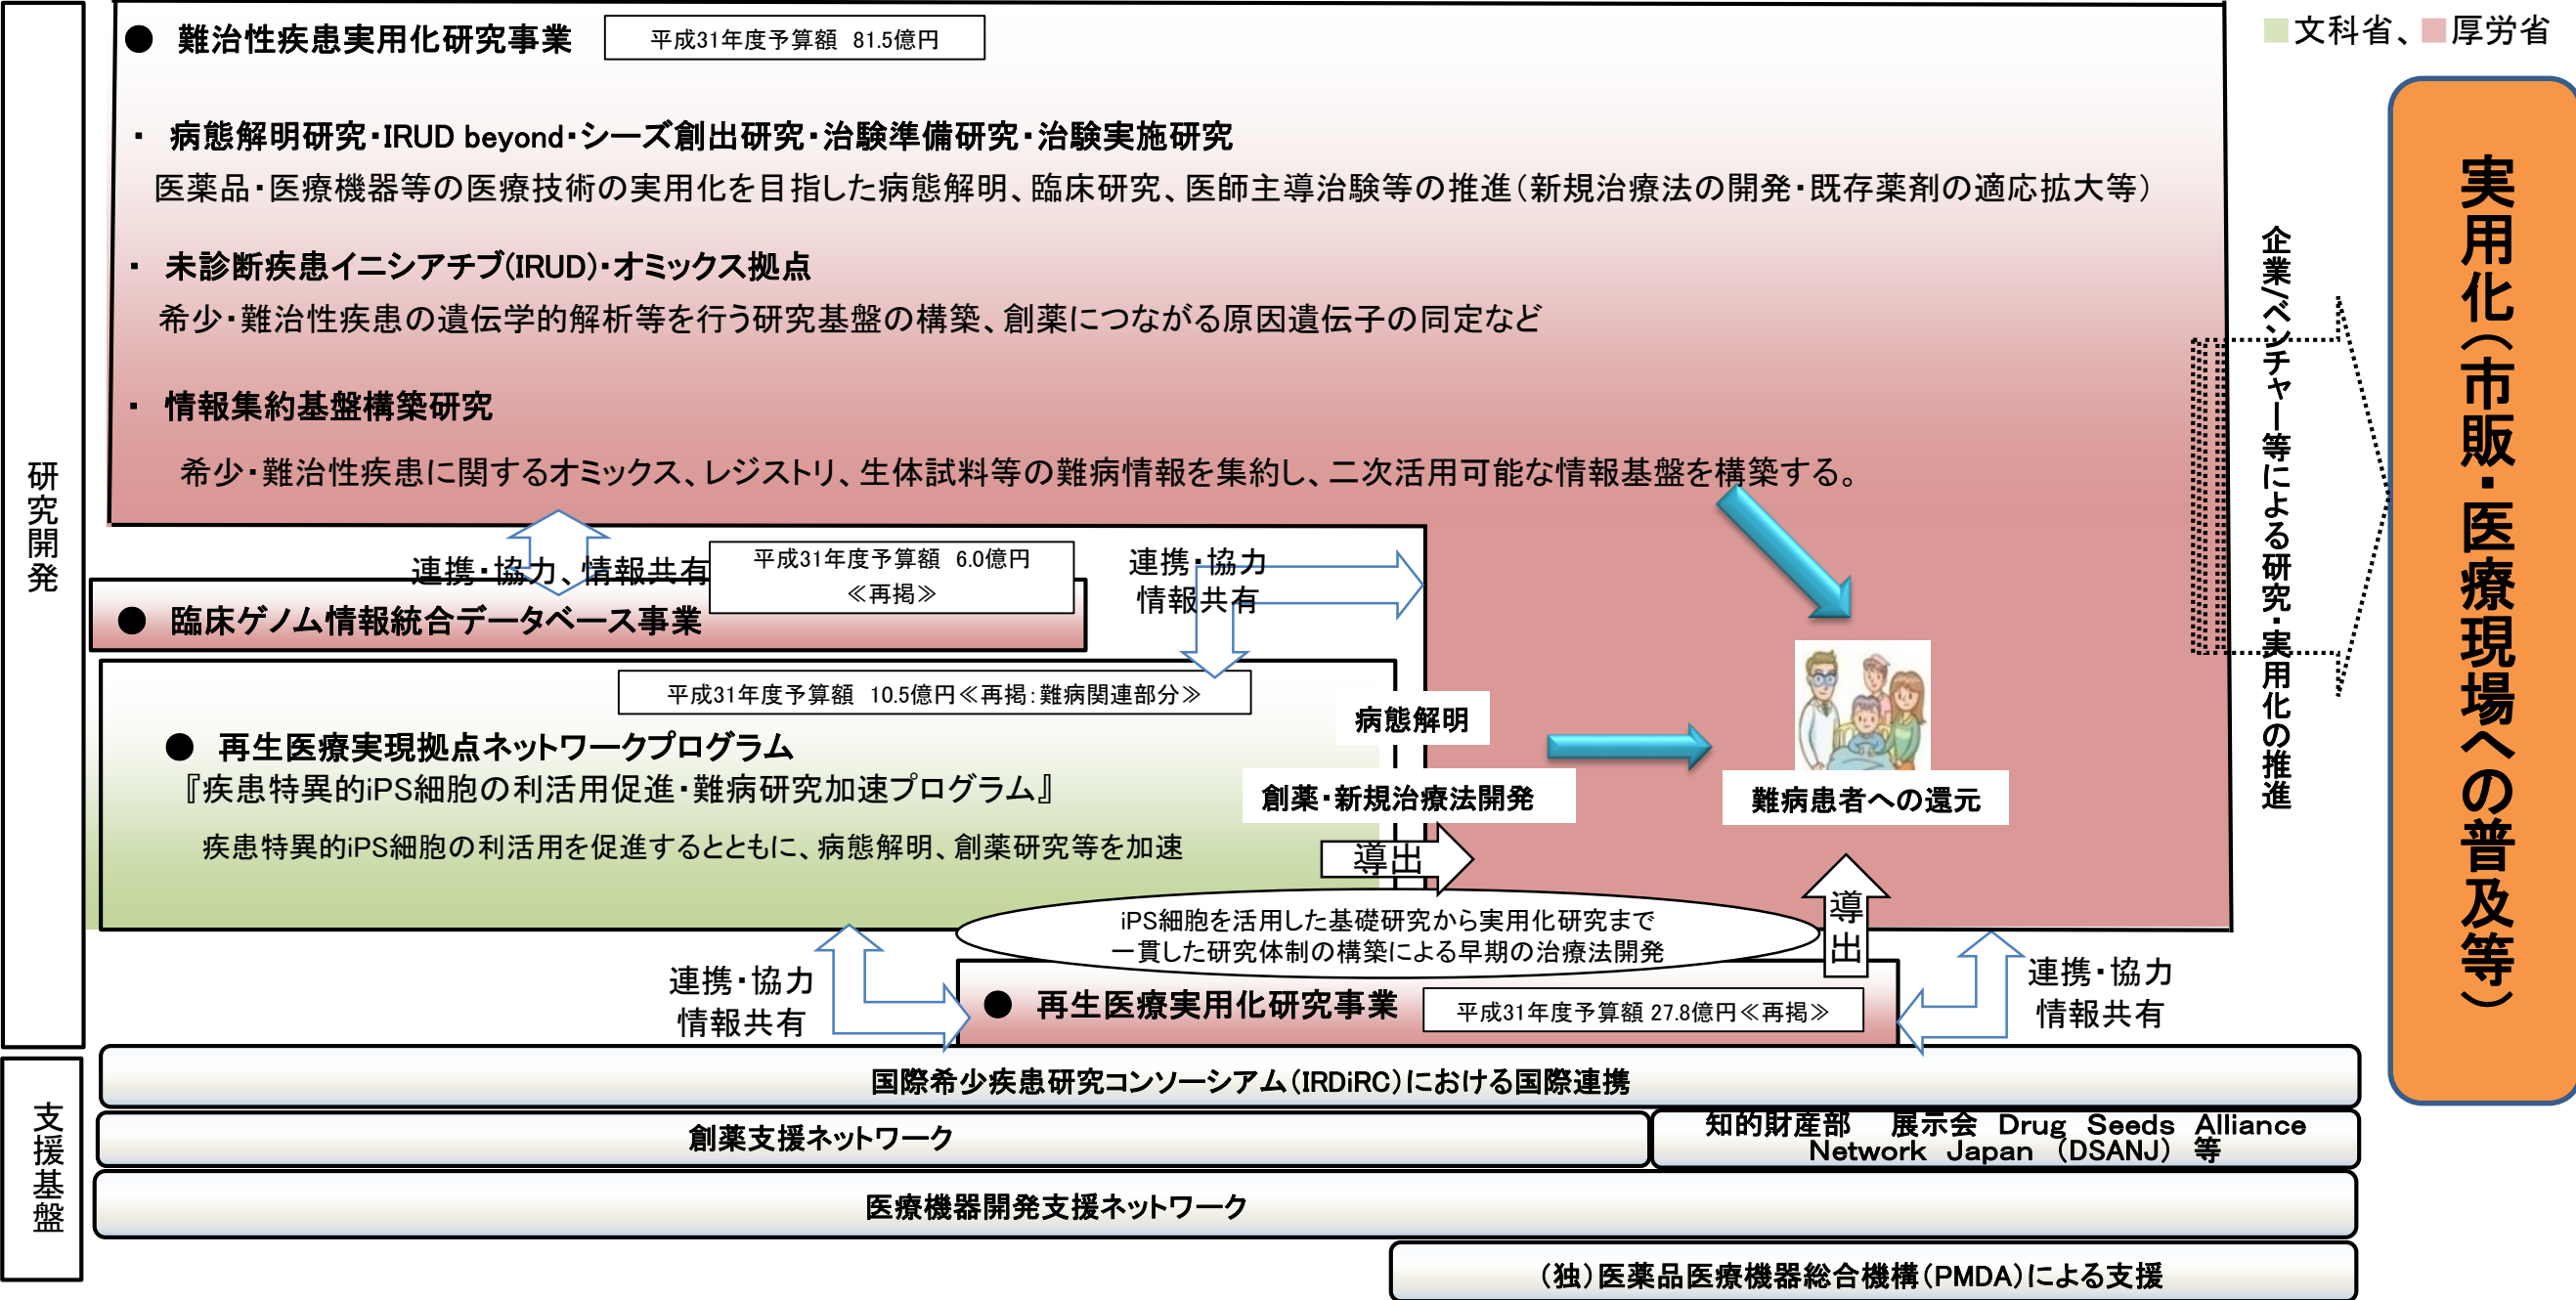 ● 難治性疾患実用化研究事業
平成31年度予算額 81.5億円
文科省、厚労省
・ 病態解明研究・IRUD beyond・シーズ創出研究・治験準備研究・治験実施研究
医薬品・医療機器等の医療技術の実用化を目指した病態解明、臨床研究、医師主導治験等の推進(新規治療法の開発・既存薬剤の適応拡大等)
・ 未診断疾患イニシアチブ(IRUD)・オミックス拠点
希少・難治性疾患の遺伝学的解析等を行う研究基盤の構築、創薬につながる原因遺伝子の同定など
・ 情報集約基盤構築研究
希少・難治性疾患に関するオミックス、レジストリ、生体試料等の難病情報を集約し、二次活用可能な情報基盤を構築する。
研究開発
連携・協力、情報共有
平成31年度予算額 6.0億円
≪再掲≫
連携・協力
情報共有
● 臨床ゲノム情報統合データベース事業
平成31年度予算額 10.5億円≪再掲:難病関連部分≫
● 再生医療実現拠点ネットワークプログラム
『疾患特異的iPS細胞の利活用促進・難病研究加速プログラム』
疾患特異的iPS細胞の利活用を促進するとともに、病態解明、創薬研究等を加速
病態解明
創薬・新規治療法開発
導出
難病患者への還元
導出
iPS細胞を活用した基礎研究から実用化研究まで
一貫した研究体制の構築による早期の治療法開発
連携・協力
情報共有
● 再生医療実用化研究事業
平成31年度予算額 27.8億円≪再掲≫
連携・協力
情報共有
企業/ベンチャー等による研究・実用化の推進
実用化(市販・医療現場への普及等)
支援基盤
国際希少疾患研究コンソーシアム(IRDiRC)における国際連携
創薬支援ネットワーク
知的財産部 展示会 Drug Seeds Alliance
Network Japan (DSANJ) 等
医療機器開発支援ネットワーク
(独)医薬品医療機器総合機構(PMDA)による支援